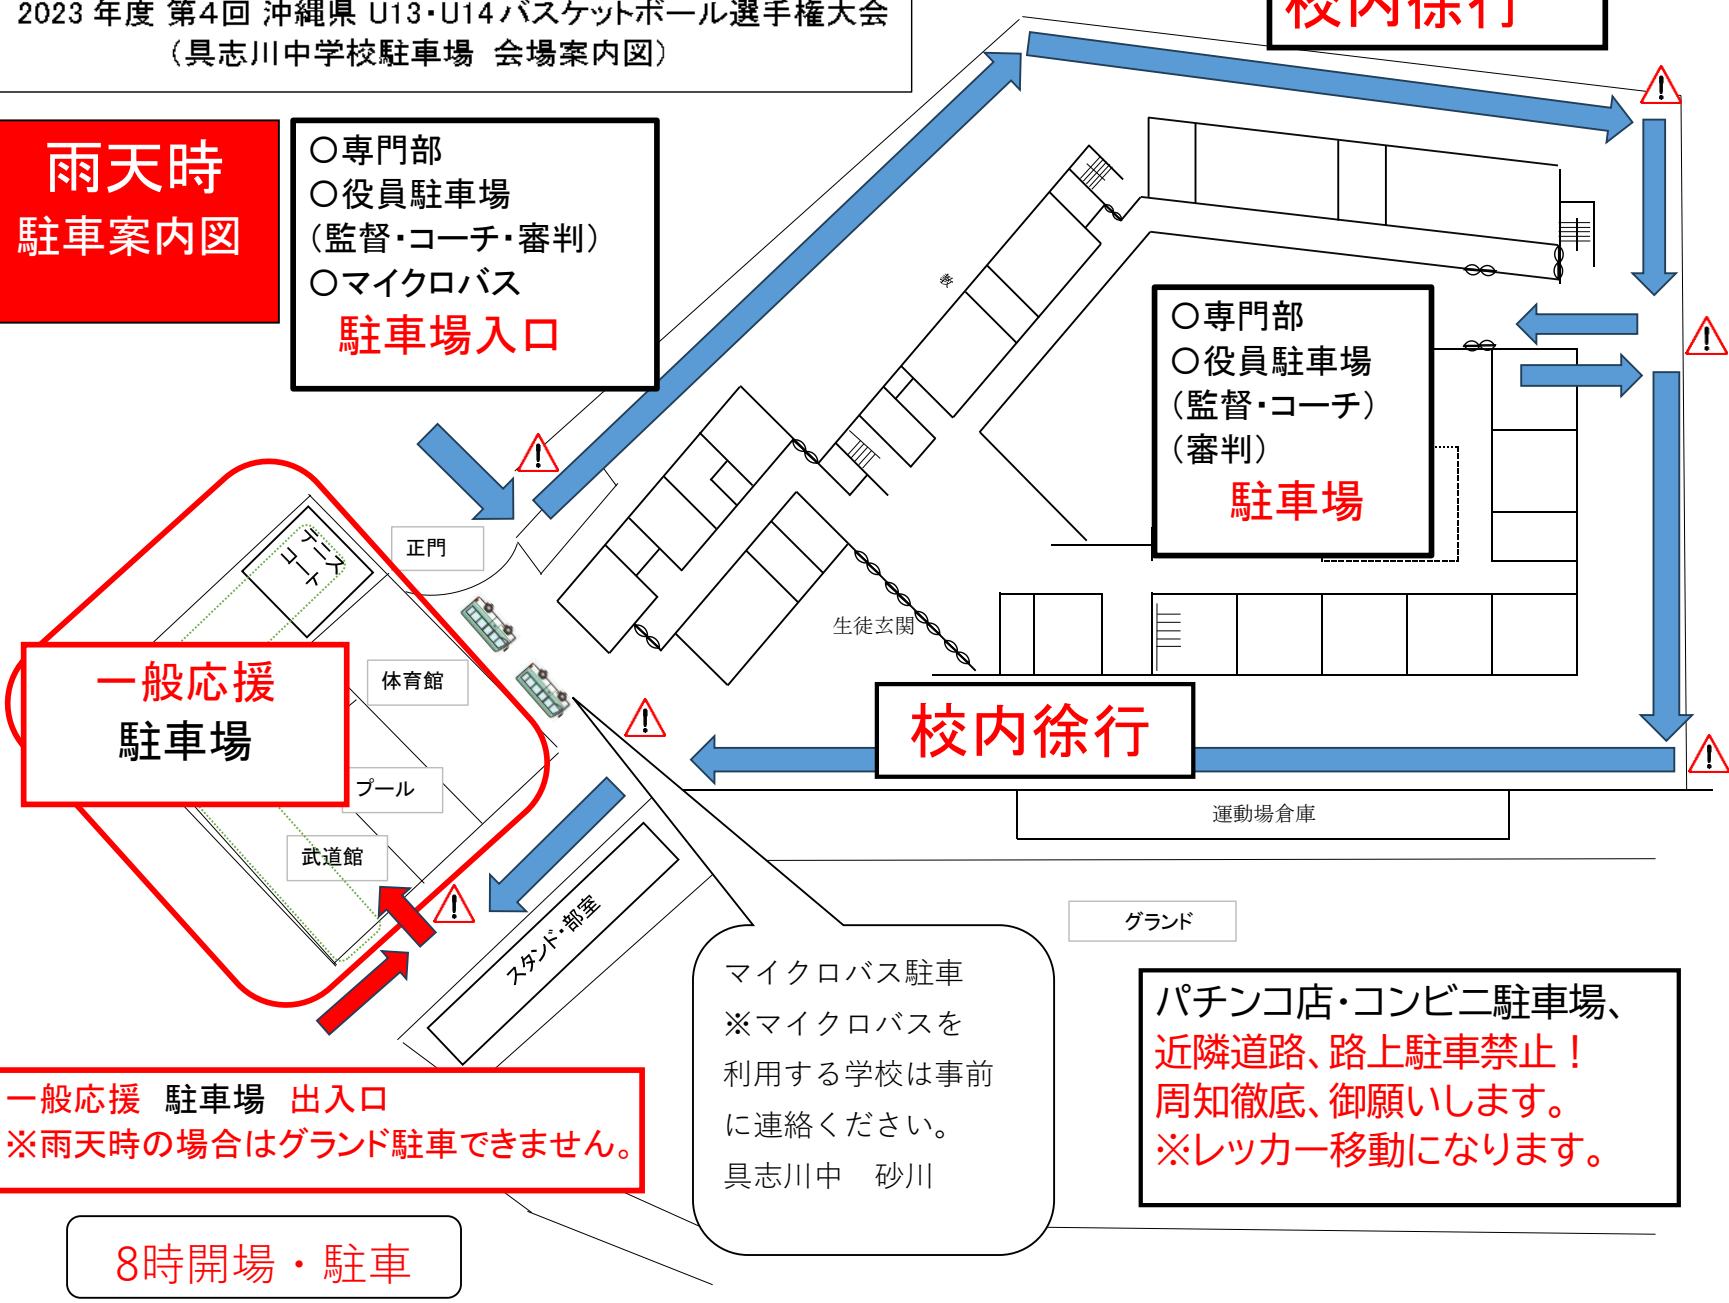 2023 年度 第4回 沖縄県 U13・U14バスケットボール選手権大会
(具志川中学校駐車場 会場案内図)
校内徐行
雨天時
駐車案内図
○専門部
○役員駐車場
(監督・コーチ・審判)
○マイクロバス
駐車場入口
○専門部
○役員駐車場
(監督・コーチ)
(審判)
駐車場
教
正門
テニス
コート
生徒玄関
体育館
一般応援
駐車場
プール
武道館
校内徐行
運動場倉庫
スタンド・部室
グランド
マイクロバス駐車
※マイクロバスを
利用する学校は事前
に連絡ください。
具志川中 砂川
パチンコ店・コンビニ駐車場、
近隣道路、路上駐車禁止！
周知徹底、御願いします。
※レッカー移動になります。
一般応援 駐車場 出入口
※雨天時の場合はグランド駐車できません。
8時開場・駐車